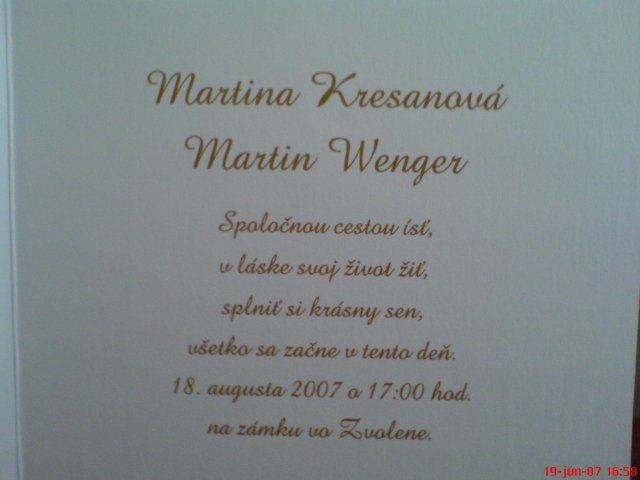 Martina Kresanová
Martin Wenger
Spoločnou cestou ísť,
v láske svoj život žiť,
splniť si krásny sen,
všetko sa začne v tento deň.
18. augusta 2007 o 17:00 hod.
na zámku vo Zvolene.
19-jún-07 16:58